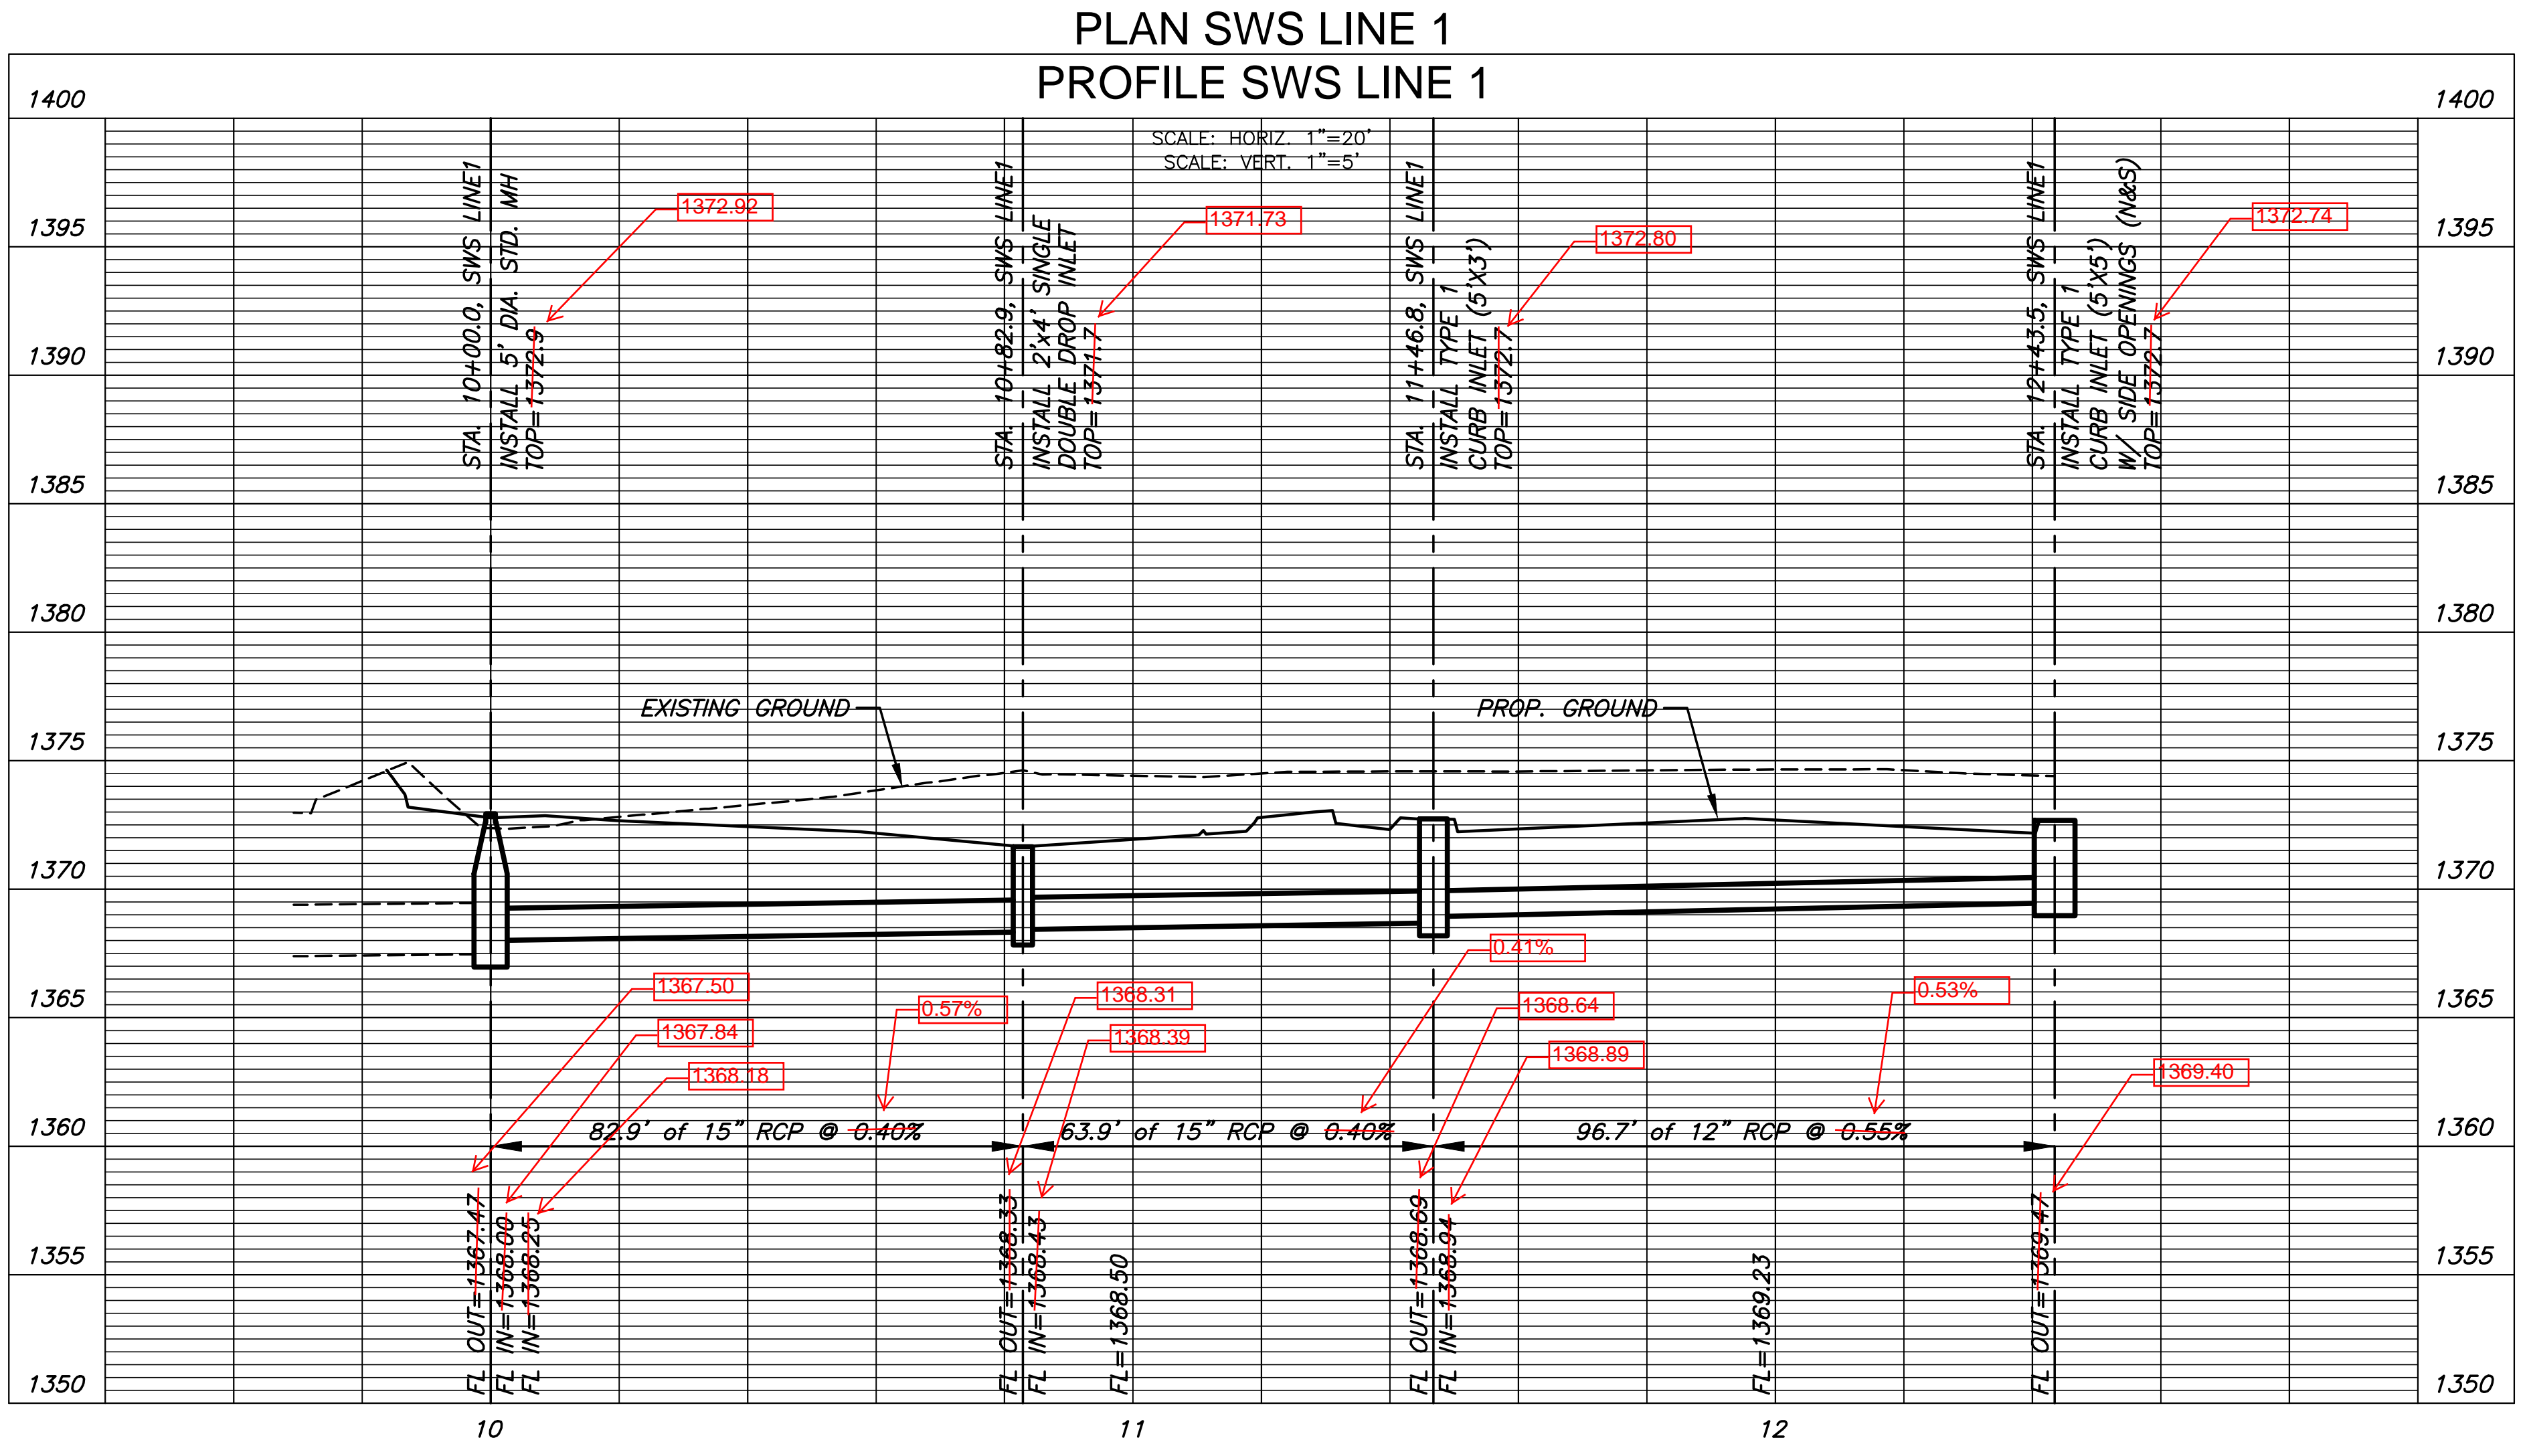 PLAN SWS LINE 1
PROFILE SWS LINE 1
1400
1400
SCALE: HORIZ. 1"=20'
SCALE: VERT. 1"=5'
STA. 10+00.0, SWS LINE1
INSTALL 5' DIA. STD. MH
TOP=1372.9
1372.92
STA. 10+82.9, SWS LINE1
INSTALL 2'x4' SINGLE
DOUBLE DROP INLET
TOP=1371.7
1371.73
STA. 11+46.8, SWS LINE1
INSTALL TYPE 1
CURB INLET (5'X3')
TOP=1372.7
1372.80
STA. 12+43.5, SWS LINE1
INSTALL TYPE 1
CURB INLET (5'X5')
W/ SIDE OPENINGS (N&S)
TOP=1372.7
1372.74
1395
1395
1390
1390
1385
1385
1380
1380
EXISTING GROUND
PROP. GROUND
1375
1375
1370
1370
1365
1365
1367.50
1367.84
1368.18
0.57%
1368.31
1368.39
0.41%
1368.64
1368.89
0.53%
1369.40
1360
82.9' of 15" RCP @ 0.40%
63.9' of 15" RCP @ 0.40%
96.7' of 12" RCP @ 0.55%
1360
FL OUT=1367.47
FL IN=1368.00
FL IN=1368.25
FL OUT=1368.33
FL IN=1368.43
FL=1368.50
FL OUT=1368.69
FL IN=1368.94
FL=1369.23
FL OUT=1369.47
1355
1355
1350
1350
10
11
12